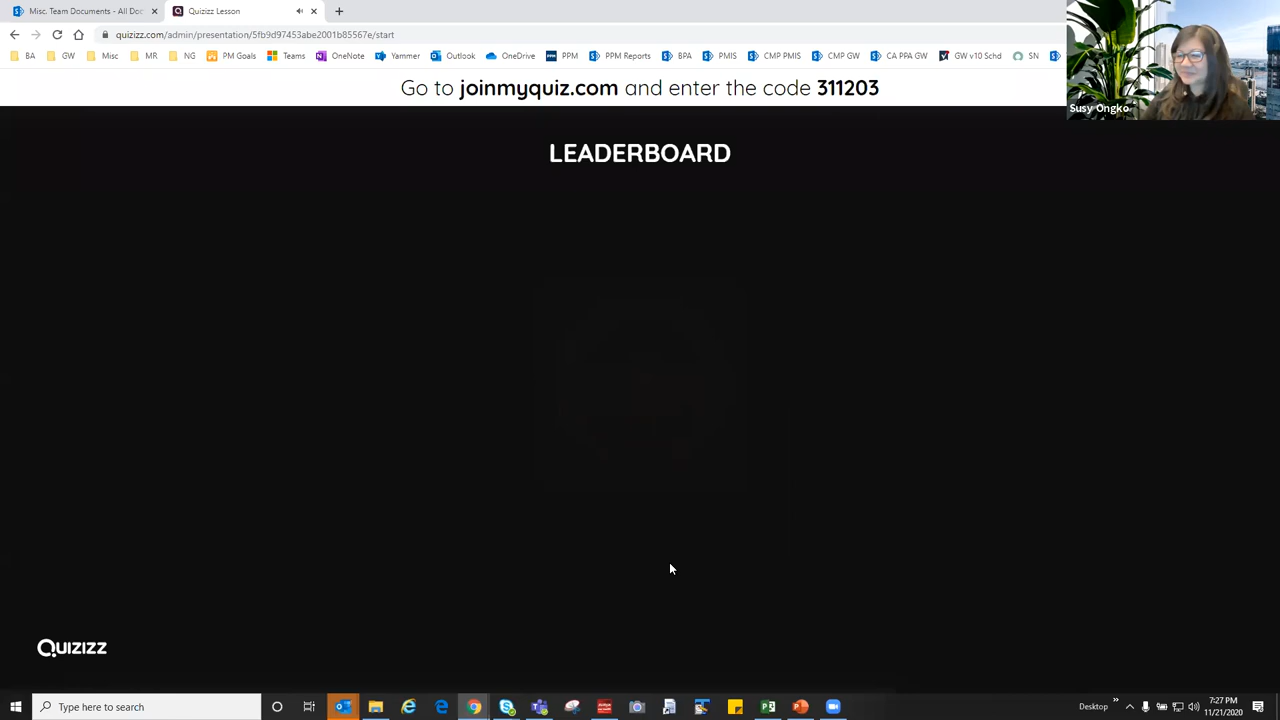 Misc. Team Documents - All Doc
Quizizz Lesson
quizizz.com/admin/presentation/5fb9d97453abe2001b85567e/start
BA GW Misc. MR NG PM Goals Teams OneNote Yammer Outlook OneDrive PPM PPM Reports BPA PMIS CMP PMIS CMP GW CA PPA GW GW v10 Schd SN
Go to joinmyquiz.com and enter the code 311203
Susy Ongko
LEADERBOARD
Quizizz
Type here to search
Desktop
7:27 PM
11/21/2020